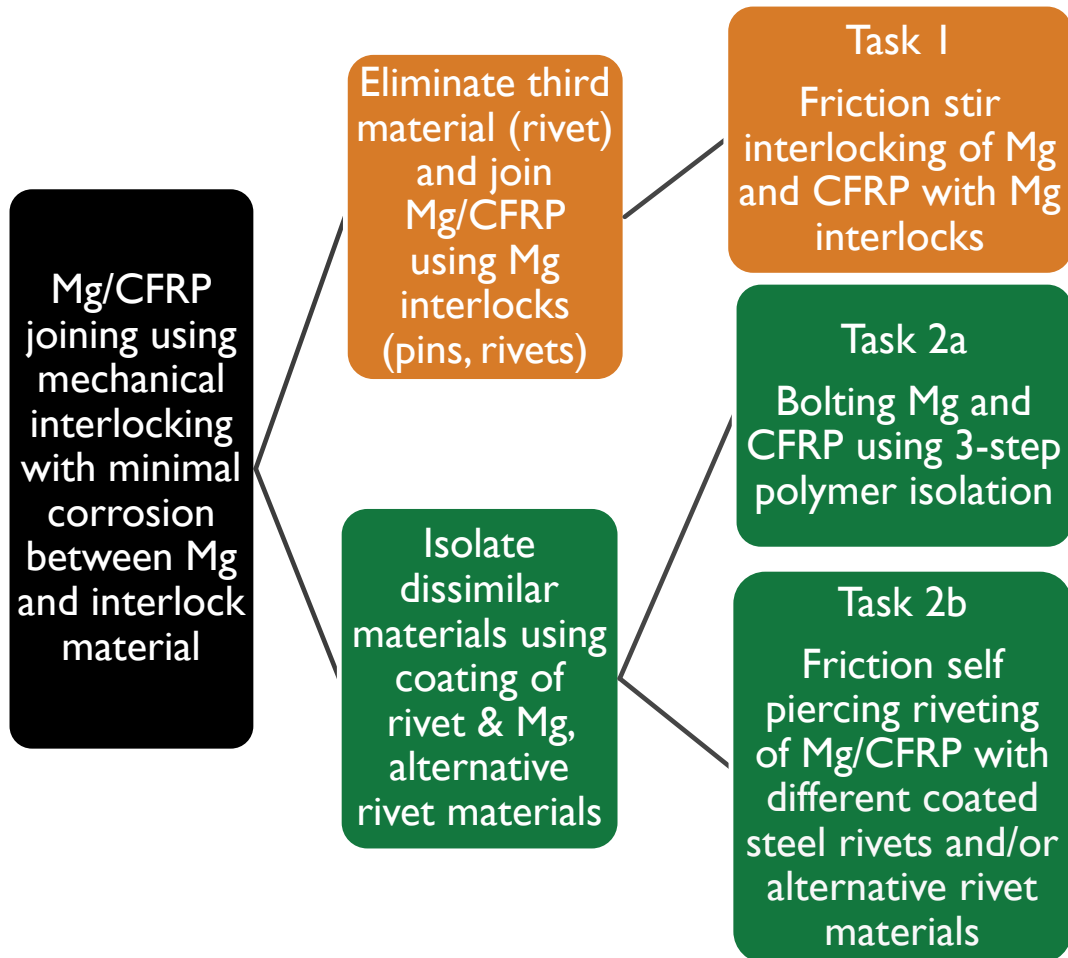 Mg/CFRP
joining using
mechanical
interlocking
with minimal
corrosion
between Mg
and interlock
material
Eliminate third
material (rivet)
and join
Mg/CFRP
using Mg
interlocks
(pins, rivets)
Isolate
dissimilar
materials using
coating of
rivet & Mg,
alternative
rivet materials
Task 1
Friction stir
interlocking of Mg
and CFRP with Mg
interlocks
Task 2a
Bolting Mg and
CFRP using 3-step
polymer isolation
Task 2b
Friction self
piercing riveting
of Mg/CFRP with
different coated
steel rivets and/or
alternative rivet
materials